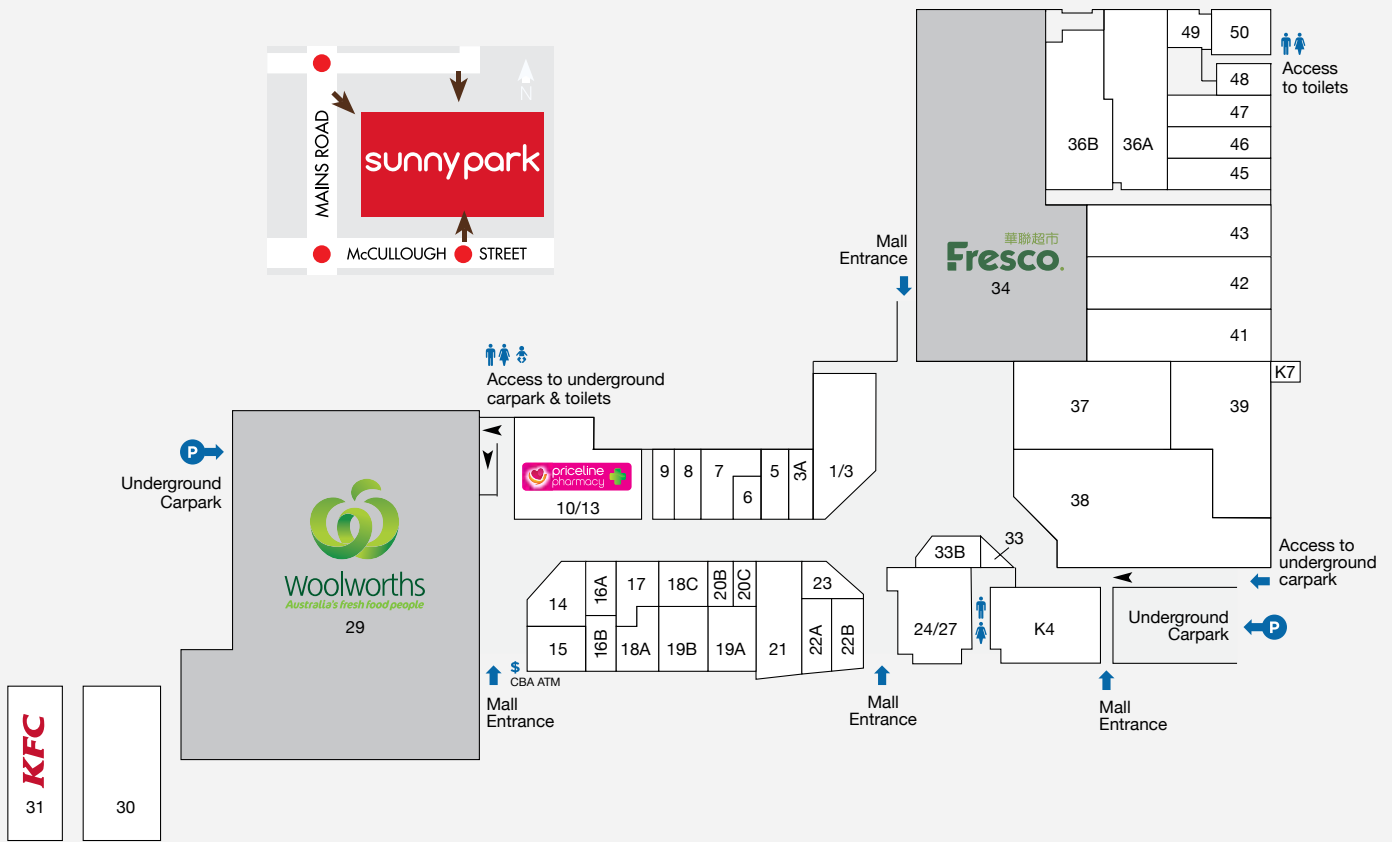 N
MAINS ROAD
sunnypark
McCULLOUGH
STREET
49
50
Access
to toilets
48
47
36B
36A
46
45
Mall
Entrance
華聯超市
Fresco.
34
43
42
41
K7
37
39
38
Access to underground
carpark & toilets
P
Underground
Carpark
Woolworths
Australia's fresh food people
29
priceline
pharmacy
10/13
9
8
7
6
5
3A
1/3
14
16A
17
18C
20B
20C
23
15
16B
18A
19B
19A
21
22A
22B
33B
33
24/27
K4
Access to
underground
carpark
Underground
Carpark
P
$
CBA ATM
Mall
Entrance
Mall
Entrance
Mall
Entrance
KFC
31
30